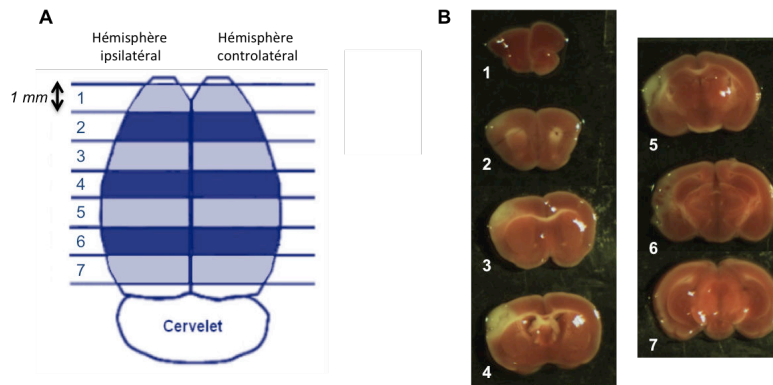 A
Hémisphère
ipsilatéral
Hémisphère
controlatéral
1 mm
1
2
3
4
5
6
7
Cervelet
B
1
2
3
4
5
6
7